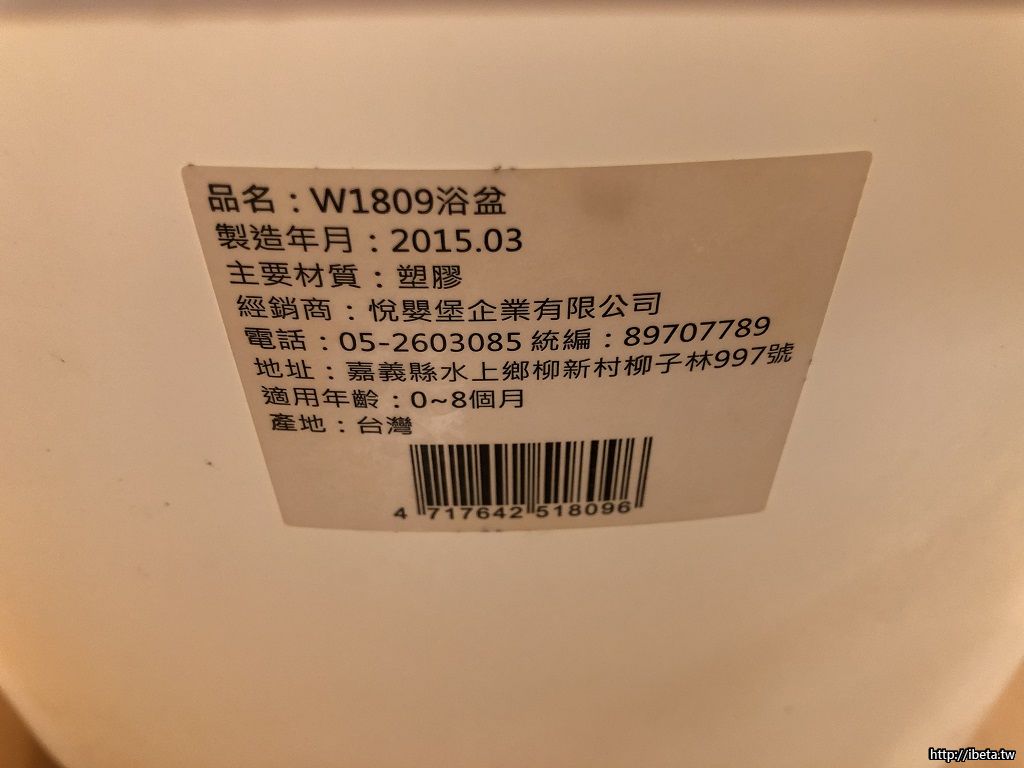 品名：W1809浴盆
製造年月：2015.03
主要材質：塑膠
經銷商：悅嬰堡企業有限公司
電話：05-2603085 統編：89707789
地址：嘉義縣水上鄉柳新村柳子林997號
適用年齡：0~8個月
產地：台灣
4 717642 518096
http://ibeta.tw